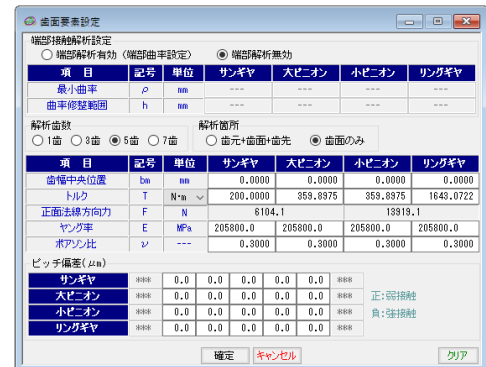 歯面要素設定
端部接触解析設定
端部解析有効（端部曲率設定） 端部解析無効
項 目 記号 単位 サンギヤ 大ピニオン 小ピニオン リングギヤ
最小曲率 ρ mm --- --- --- ---
曲率修整範囲 h mm --- --- --- ---
解析歯数 解析箇所
1歯 3歯 5歯 7歯 歯元+歯面+歯先 歯面のみ
項 目 記号 単位 サンギヤ 大ピニオン 小ピニオン リングギヤ
歯幅中央位置 bm mm 0.0000 0.0000 0.0000 0.0000
トルク T N·m 200.0000 359.8975 359.8975 1643.0722
正面法線方向力 F N 6104.1 13919.1
ヤング率 E MPa 205800.0 205800.0 205800.0 205800.0
ポアソン比 ν --- 0.3000 0.3000 0.3000 0.3000
ピッチ偏差(μm)
サンギヤ *** 0.0 0.0 0.0 0.0 0.0 ***
大ピニオン *** 0.0 0.0 0.0 0.0 0.0 *** 正:弱接触
小ピニオン *** 0.0 0.0 0.0 0.0 0.0 *** 負:強接触
リングギヤ *** 0.0 0.0 0.0 0.0 0.0 ***
確定 キャンセル クリア